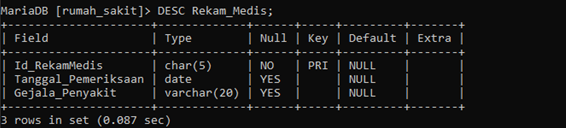 MariaDB [rumah_sakit]> DESC Rekam_Medis;
+---------------------+-------------+------+-----+---------+-------+
| Field               | Type        | Null | Key | Default | Extra |
+---------------------+-------------+------+-----+---------+-------+
| Id_RekamMedis       | char(5)     | NO   | PRI | NULL    |       |
| Tanggal_Pemeriksaan | date        | YES  |     | NULL    |       |
| Gejala_Penyakit     | varchar(20) | YES  |     | NULL    |       |
+---------------------+-------------+------+-----+---------+-------+
3 rows in set (0.087 sec)